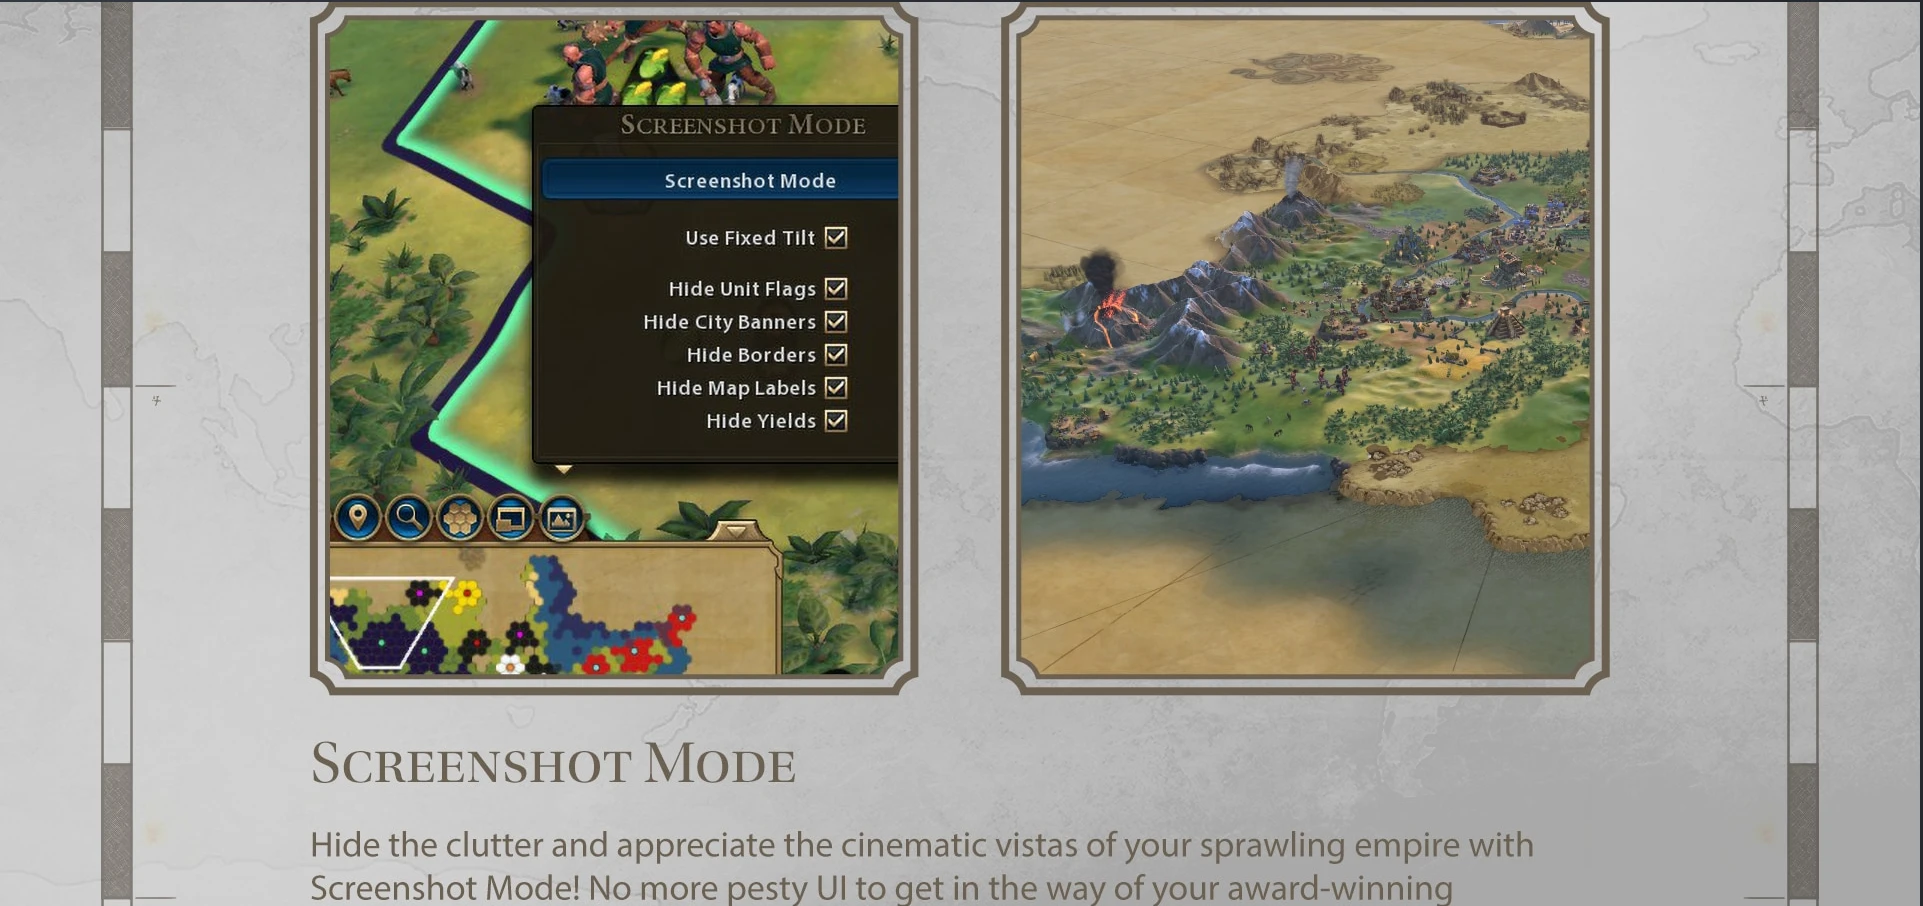 SCREENSHOT MODE
Screenshot Mode
Use Fixed Tilt
Hide Unit Flags
Hide City Banners
Hide Borders
Hide Map Labels
Hide Yields
SCREENSHOT MODE
Hide the clutter and appreciate the cinematic vistas of your sprawling empire with
Screenshot Mode! No more pesty UI to get in the way of your award-winning